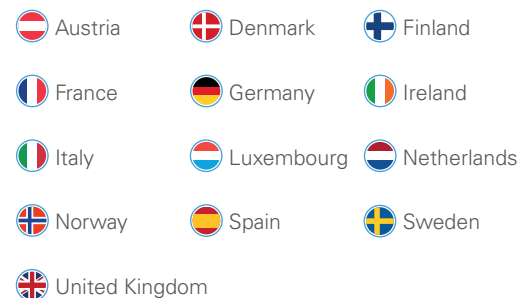 Austria Denmark Finland
France Germany Ireland
Italy Luxembourg Netherlands
Norway Spain Sweden
United Kingdom